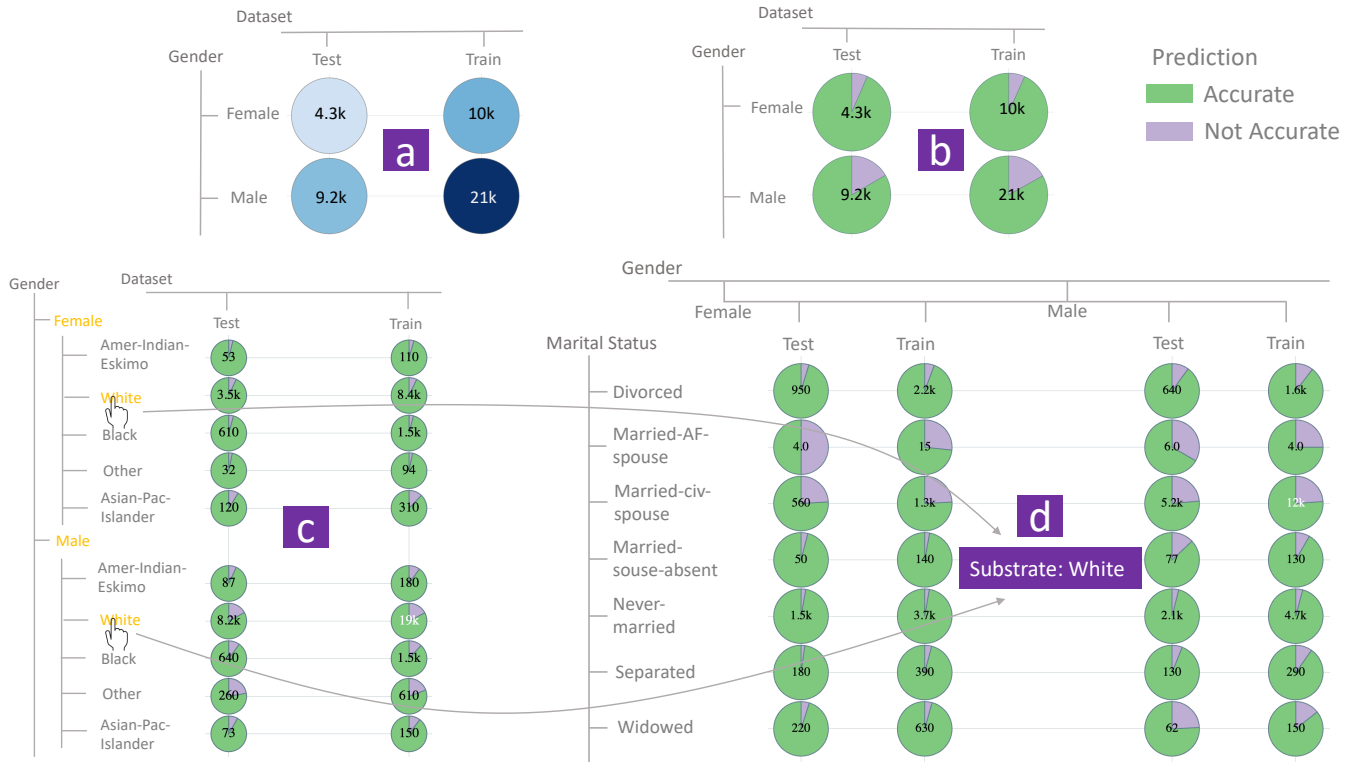 Dataset
Gender
Test
Train
Female
4.3k
10k
Male
9.2k
21k
a
Dataset
Gender
Test
Train
Female
4.3k
10k
Male
9.2k
21k
b
Prediction
Accurate
Not Accurate
Gender
Dataset
Female
Test
Train
Amer-Indian-
Eskimo
53
110
White
3.5k
8.4k
Black
610
1.5k
Other
32
94
Asian-Pac-
Islander
120
310
c
Male
Amer-Indian-
Eskimo
87
180
White
8.2k
19k
Black
640
1.5k
Other
260
610
Asian-Pac-
Islander
73
150
Gender
Female
Male
Marital Status
Test
Train
Test
Train
Divorced
950
2.2k
640
1.6k
Married-AF-
spouse
4.0
15
6.0
4.0
Married-civ-
spouse
560
1.3k
5.2k
12k
d
Substrate: White
Married-
souse-absent
50
140
77
130
Never-
married
1.5k
3.7k
2.1k
4.7k
Separated
180
390
130
290
Widowed
220
630
62
150